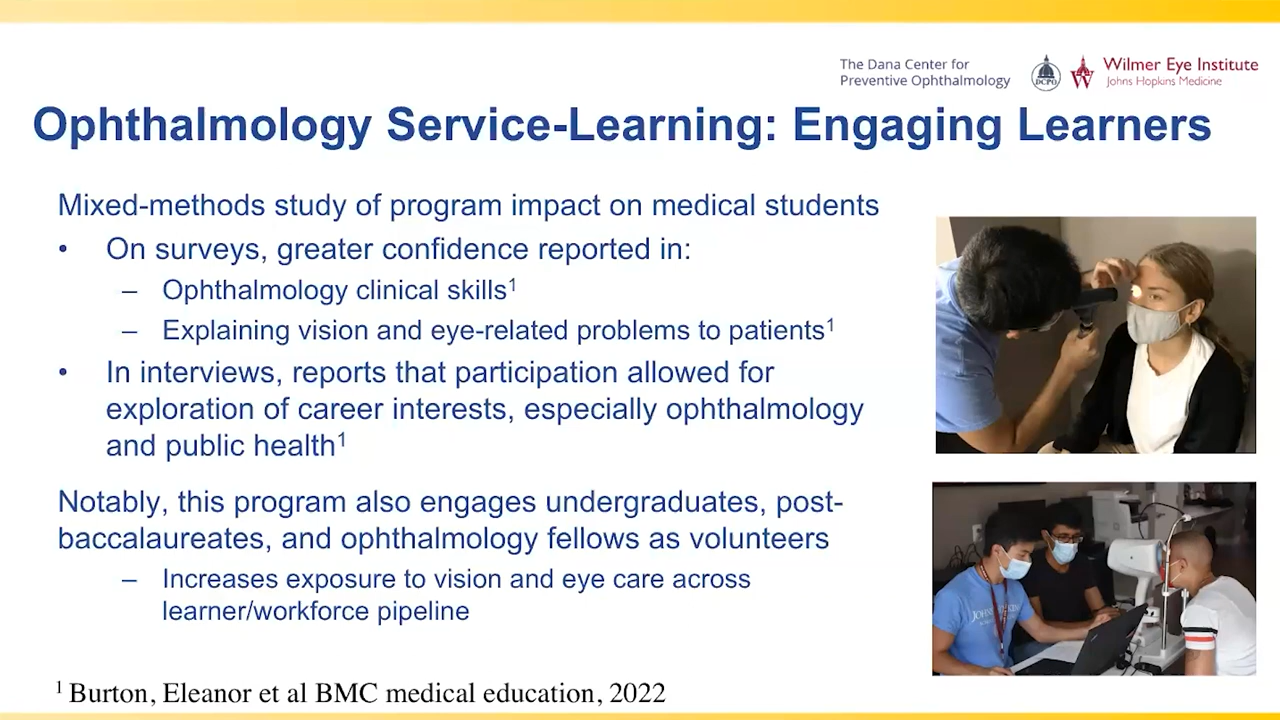 The Dana Center for
Preventive Ophthalmology
DCPO
Wilmer Eye Institute
Johns Hopkins Medicine
Ophthalmology Service-Learning: Engaging Learners
Mixed-methods study of program impact on medical students
• On surveys, greater confidence reported in:
– Ophthalmology clinical skills¹
– Explaining vision and eye-related problems to patients¹
• In interviews, reports that participation allowed for
exploration of career interests, especially ophthalmology
and public health¹
Notably, this program also engages undergraduates, post-
baccalaureates, and ophthalmology fellows as volunteers
– Increases exposure to vision and eye care across
learner/workforce pipeline
¹ Burton, Eleanor et al BMC medical education, 2022